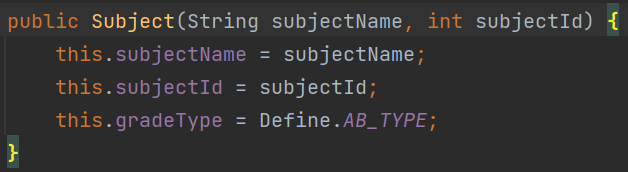 public Subject(String subjectName, int subjectId) {
    this.subjectName = subjectName;
    this.subjectId = subjectId;
    this.gradeType = Define.AB_TYPE;
}